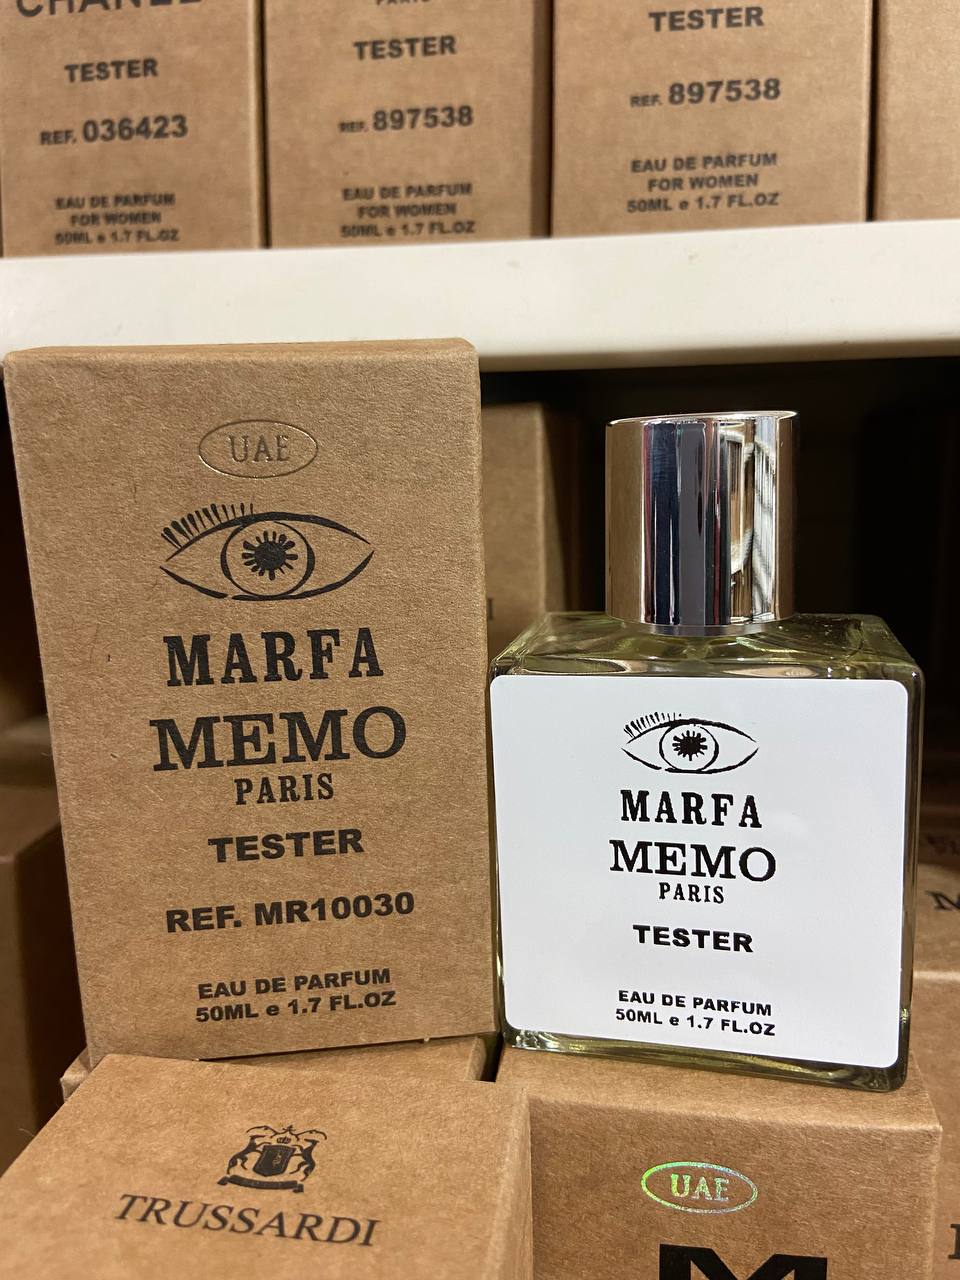 CHANEL
TESTER
REF. 036423
EAU DE PARFUM
FOR WOMEN
50ML e 1.7 FL.OZ
PARIS
TESTER
REF. 897538
EAU DE PARFUM
FOR WOMEN
50ML e 1.7 FL.OZ
TESTER
REF. 897538
EAU DE PARFUM
FOR WOMEN
50ML e 1.7 FL.OZ
UAE
MARFA
MEMO
PARIS
TESTER
REF. MR10030
EAU DE PARFUM
50ML e 1.7 FL.OZ
MARFA
MEMO
PARIS
TESTER
EAU DE PARFUM
50ML e 1.7 FL.OZ
TRUSSARDI
UAE
M